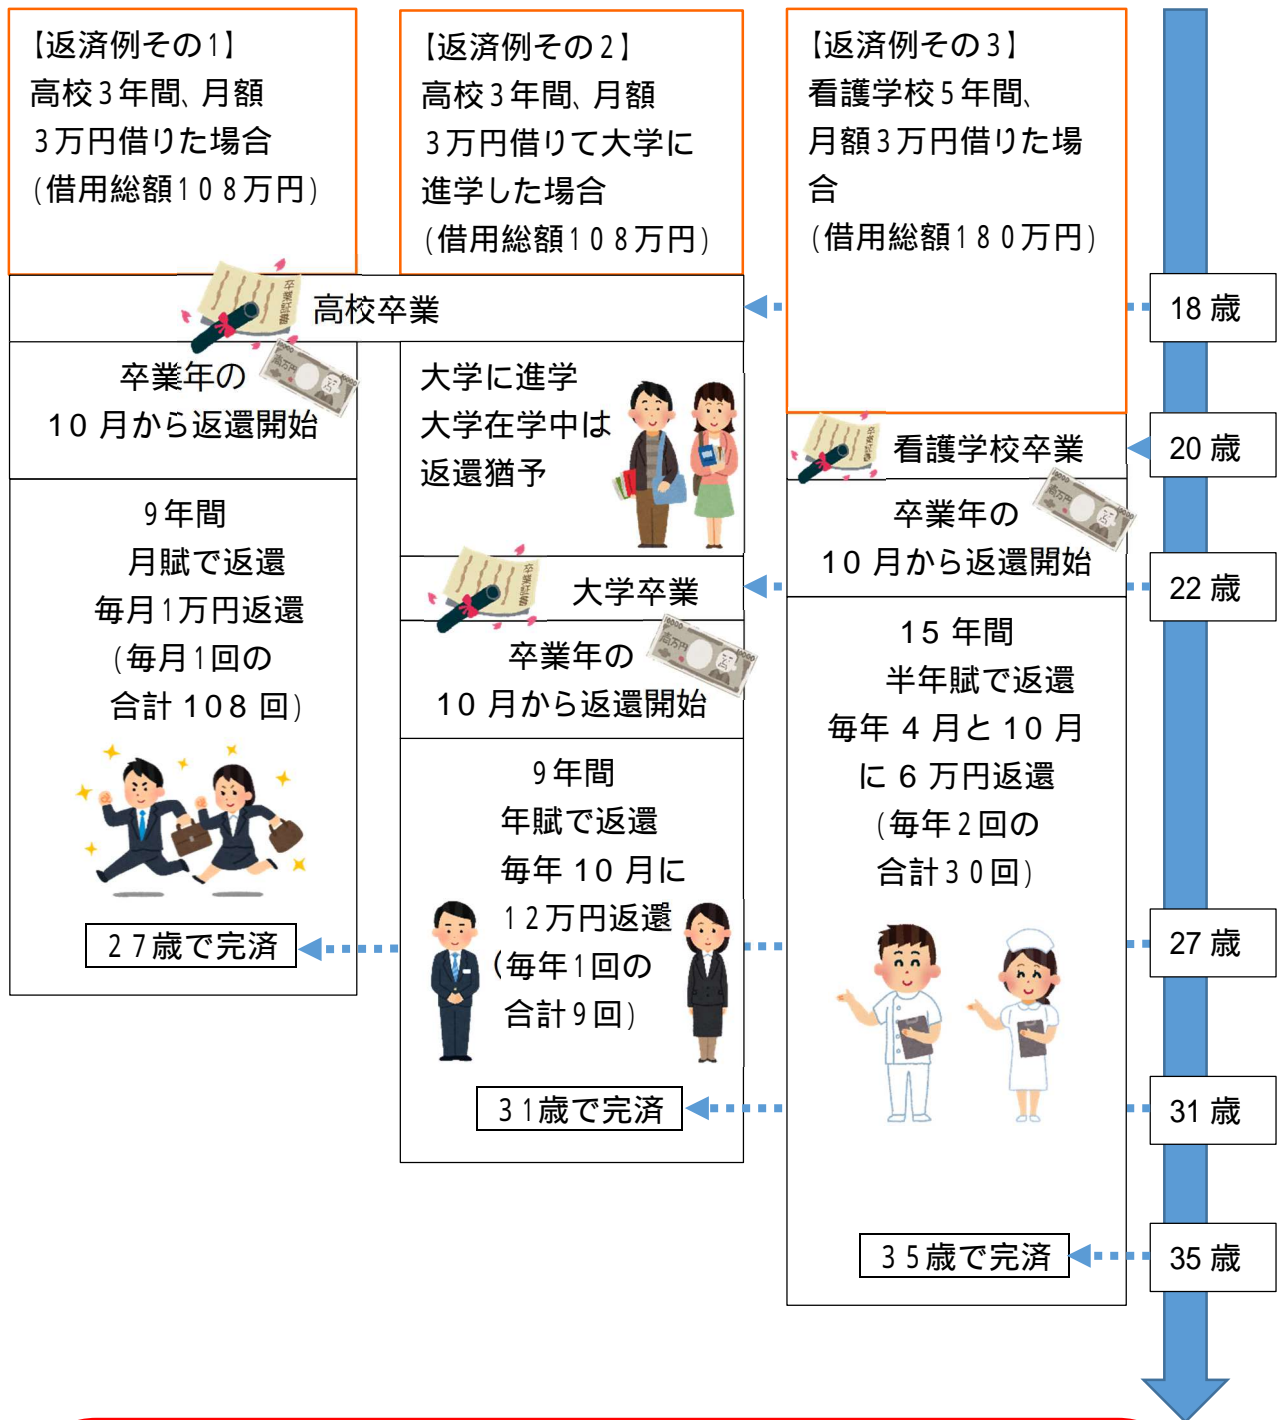 【返済例その1】
高校3年間、月額
3万円借りた場合
(借用総額108万円)
【返済例その2】
高校3年間、月額
3万円借りて大学に
進学した場合
(借用総額108万円)
【返済例その3】
看護学校5年間、
月額3万円借りた場
合
(借用総額180万円)
高校卒業
18 歳
卒業年の
10 月から返還開始
大学に進学
大学在学中は
返還猶予
看護学校卒業
20 歳
9年間
月賦で返還
毎月1万円返還
(毎月1回の
合計 108 回)
27歳で完済
大学卒業
22 歳
卒業年の
10 月から返還開始
9年間
年賦で返還
毎年 10 月に
12万円返還
(毎年1回の
合計9回)
31歳で完済
卒業年の
10 月から返還開始
15 年間
半年賦で返還
毎年 4 月と 10 月
に 6 万円返還
(毎年2回の
合計30回)
35歳で完済
27 歳
31 歳
35 歳